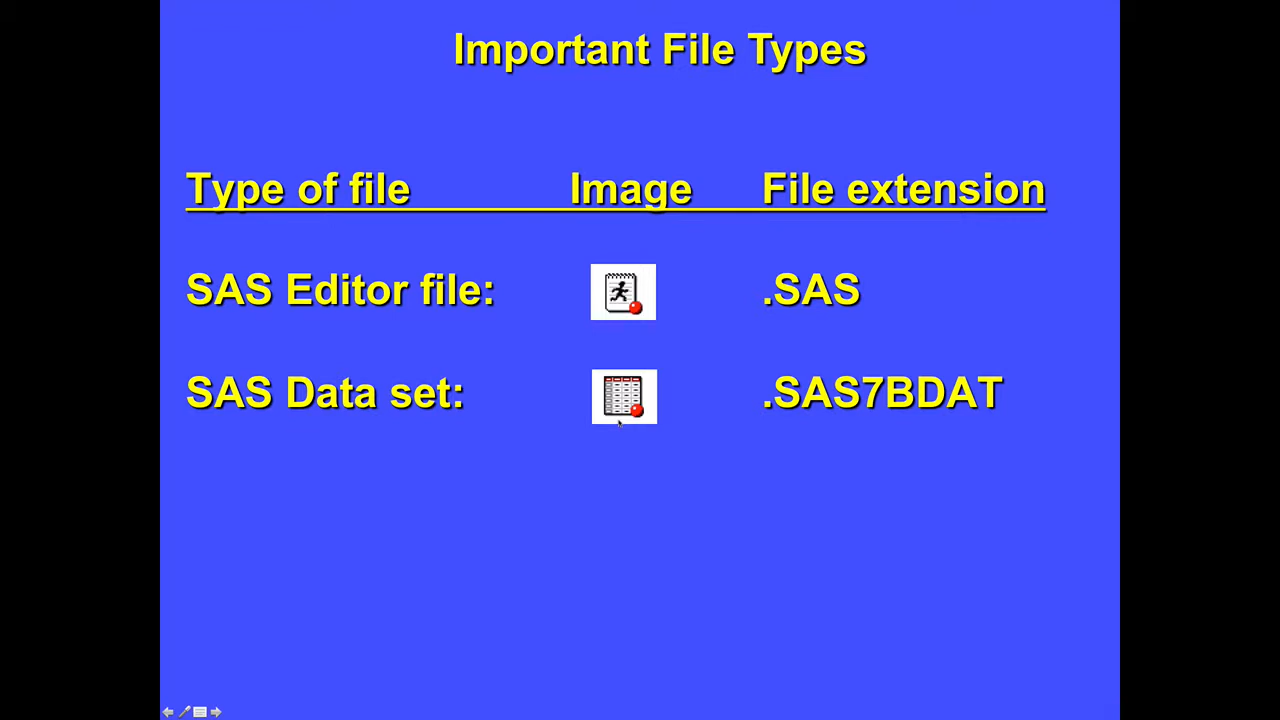 Important File Types
Type of file Image File extension
SAS Editor file: .SAS
SAS Data set: .SAS7BDAT